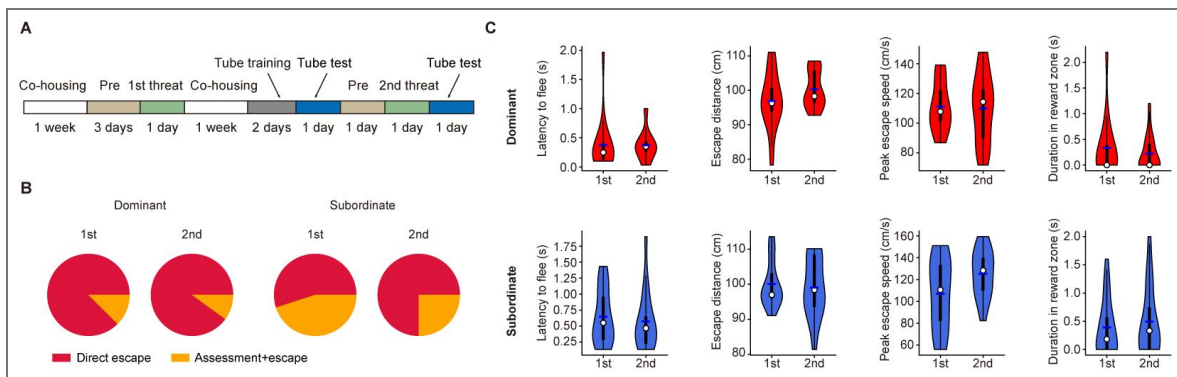 A
Tube training
Tube test
Tube test
Co-housing
Pre
1st threat
Co-housing
Pre
2nd threat
1 week
3 days
1 day
1 week
2 days
1 day
1 day
1 day
1 day
B
Dominant
Subordinate
1st
2nd
1st
2nd
Direct escape
Assessment+escape
C
Dominant
Latency to flee (s)
2.0
1.5
1.0
0.5
0.0
1st
2nd
Escape distance (cm)
110
100
90
80
1st
2nd
Peak escape speed (cm/s)
140
120
100
80
1st
2nd
Duration in reward zone (s)
2.0
1.5
1.0
0.5
0.0
1st
2nd
Subordinate
Latency to flee (s)
1.75
1.50
1.25
1.00
0.75
0.50
0.25
1st
2nd
Escape distance (cm)
110
100
90
80
1st
2nd
Peak escape speed (cm/s)
160
140
120
100
80
60
1st
2nd
Duration in reward zone (s)
2.0
1.5
1.0
0.5
0.0
1st
2nd